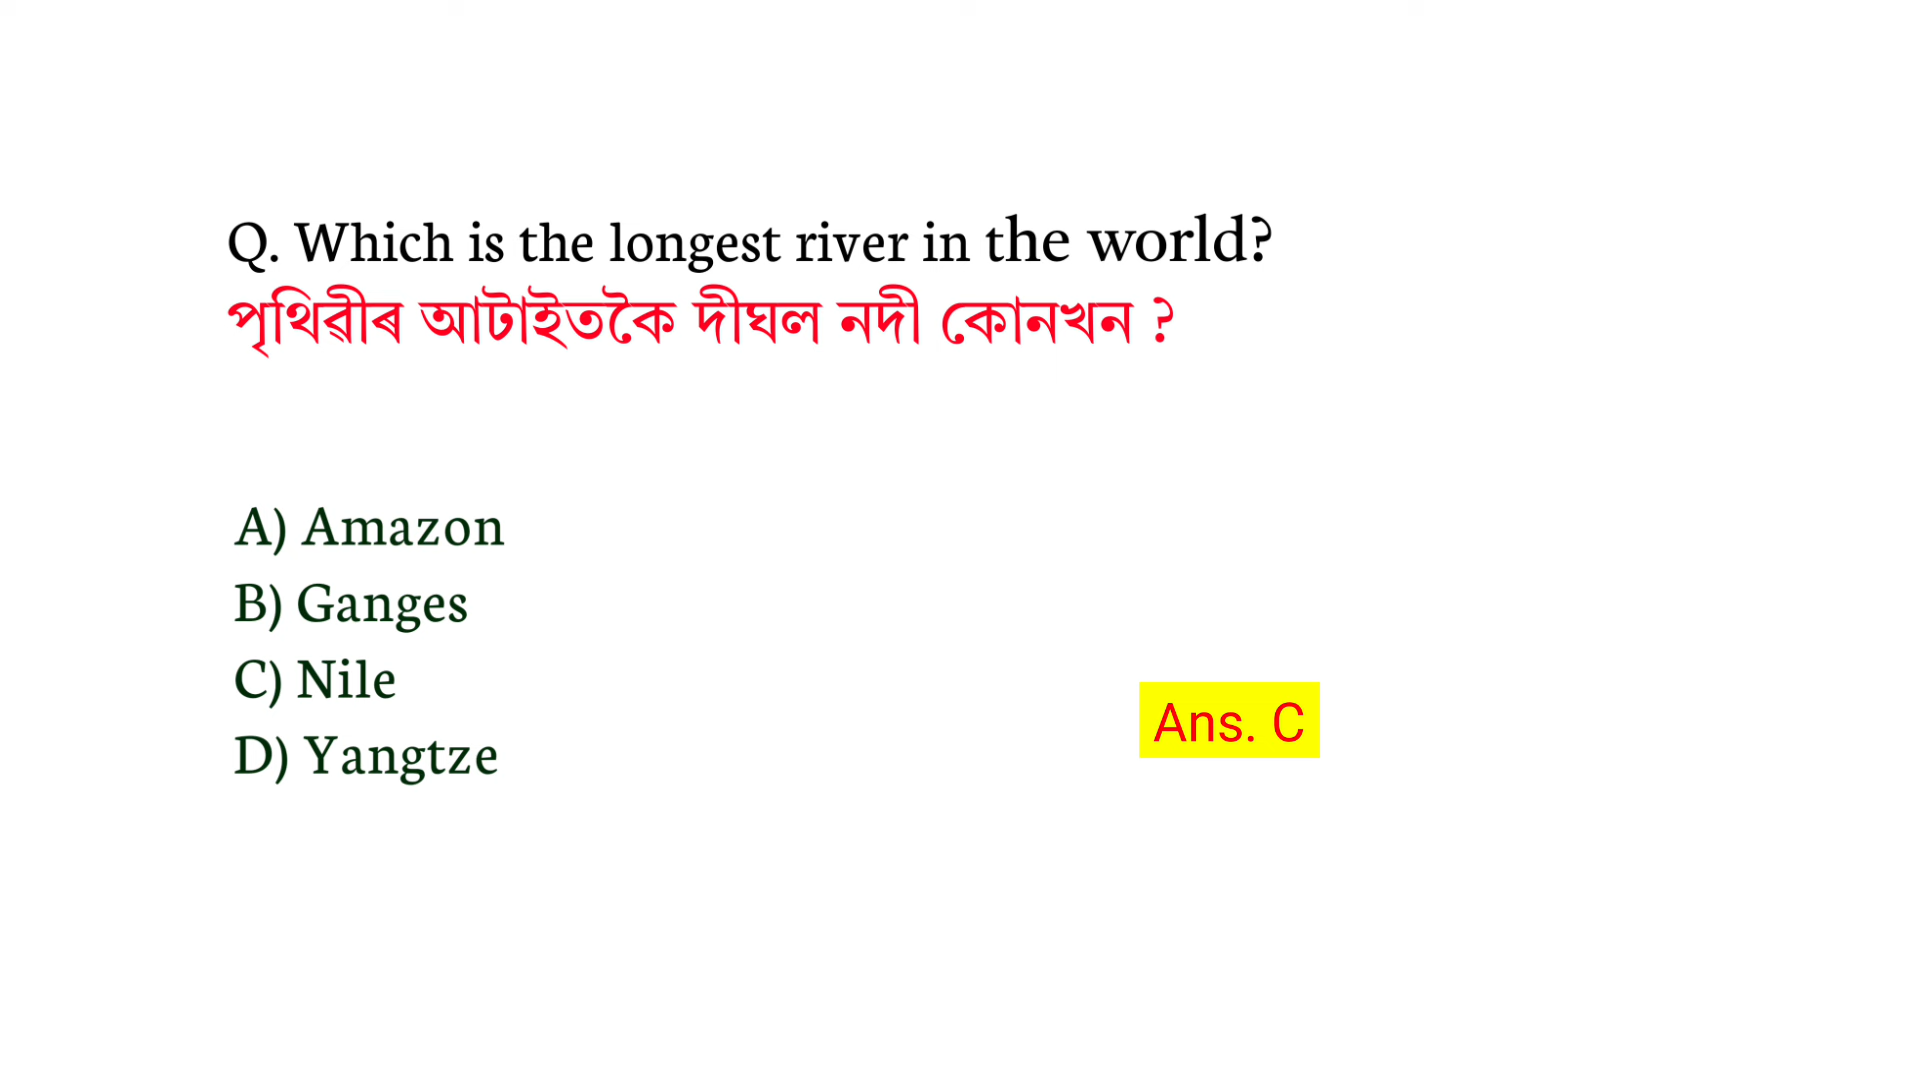 Q. Which is the longest river in the world?
পৃথিৱীৰ আটাইতকৈ দীঘল নদী কোনখন ?
A) Amazon
B) Ganges
C) Nile
D) Yangtze
Ans. C